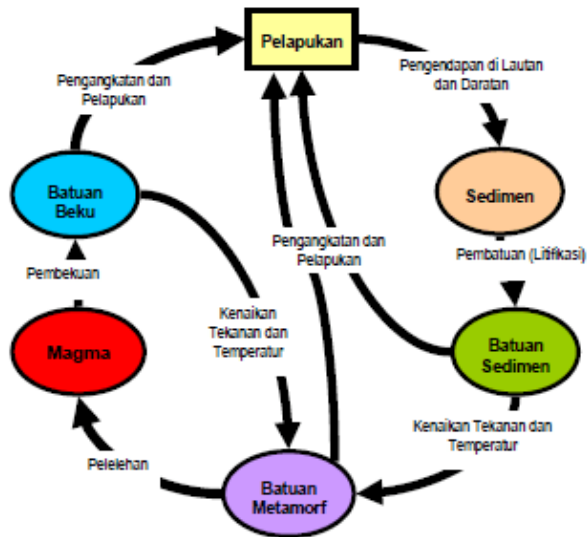 Pelapukan
Pengangkatan dan
Pelapukan
Pengendapan di Lautan
dan Daratan
Batuan
Beku
Sedimen
Pengangkatan dan
Pelapukan
Pembatuan (Litifikasi)
Pembekuan
Kenaikan
Tekanan dan
Temperatur
Magma
Batuan
Sedimen
Kenaikan Tekanan dan
Temperatur
Pelelehan
Batuan
Metamorf